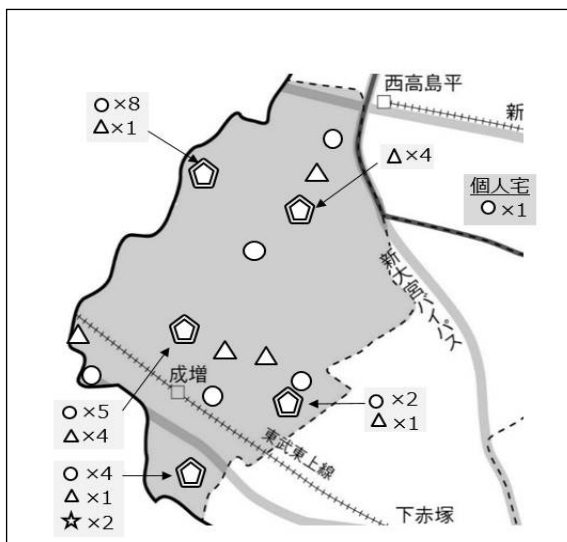 西高島平
新
○×8
△×1
△×4
個人宅
○×1
新大宮バイパス
成増
○×5
△×4
○×2
△×1
東武東上線
○×4
△×1
☆×2
下赤塚